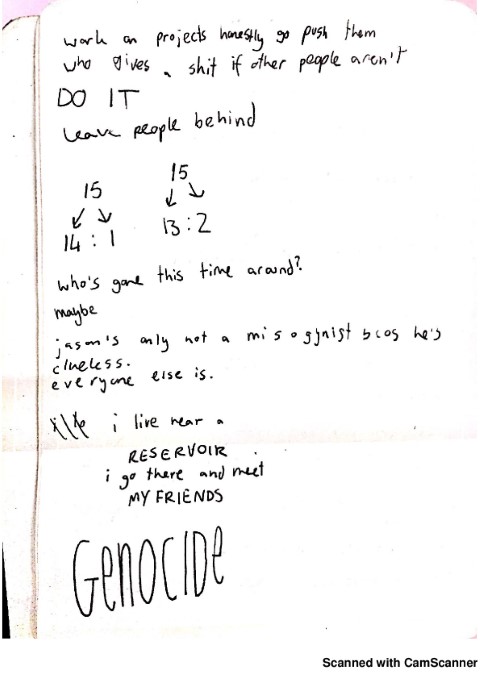 work on projects honestly go push them
who gives a shit if other people aren't
DO IT
leave people behind
15 15
14 : 1 13 : 2
who's gone this time around?
maybe
jason's only not a misogynist bcos he's
clueless.
everyone else is.
i live near a
RESERVOIR
i go there and meet
MY FRIENDS
GENOCIDE
Scanned with CamScanner